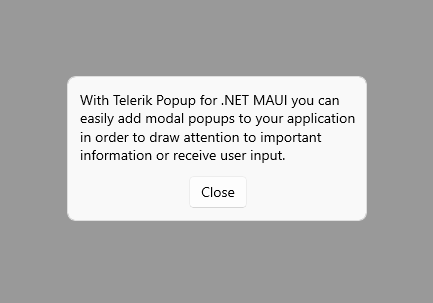 With Telerik Popup for .NET MAUI you can
easily add modal popups to your application
in order to draw attention to important
information or receive user input.
Close